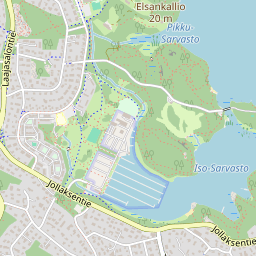 Elsankallio
20 m
Pikku
Sarvasto
Laajasalontie
Iso-Sarvasto
Jollaksentie
Jollaksentie